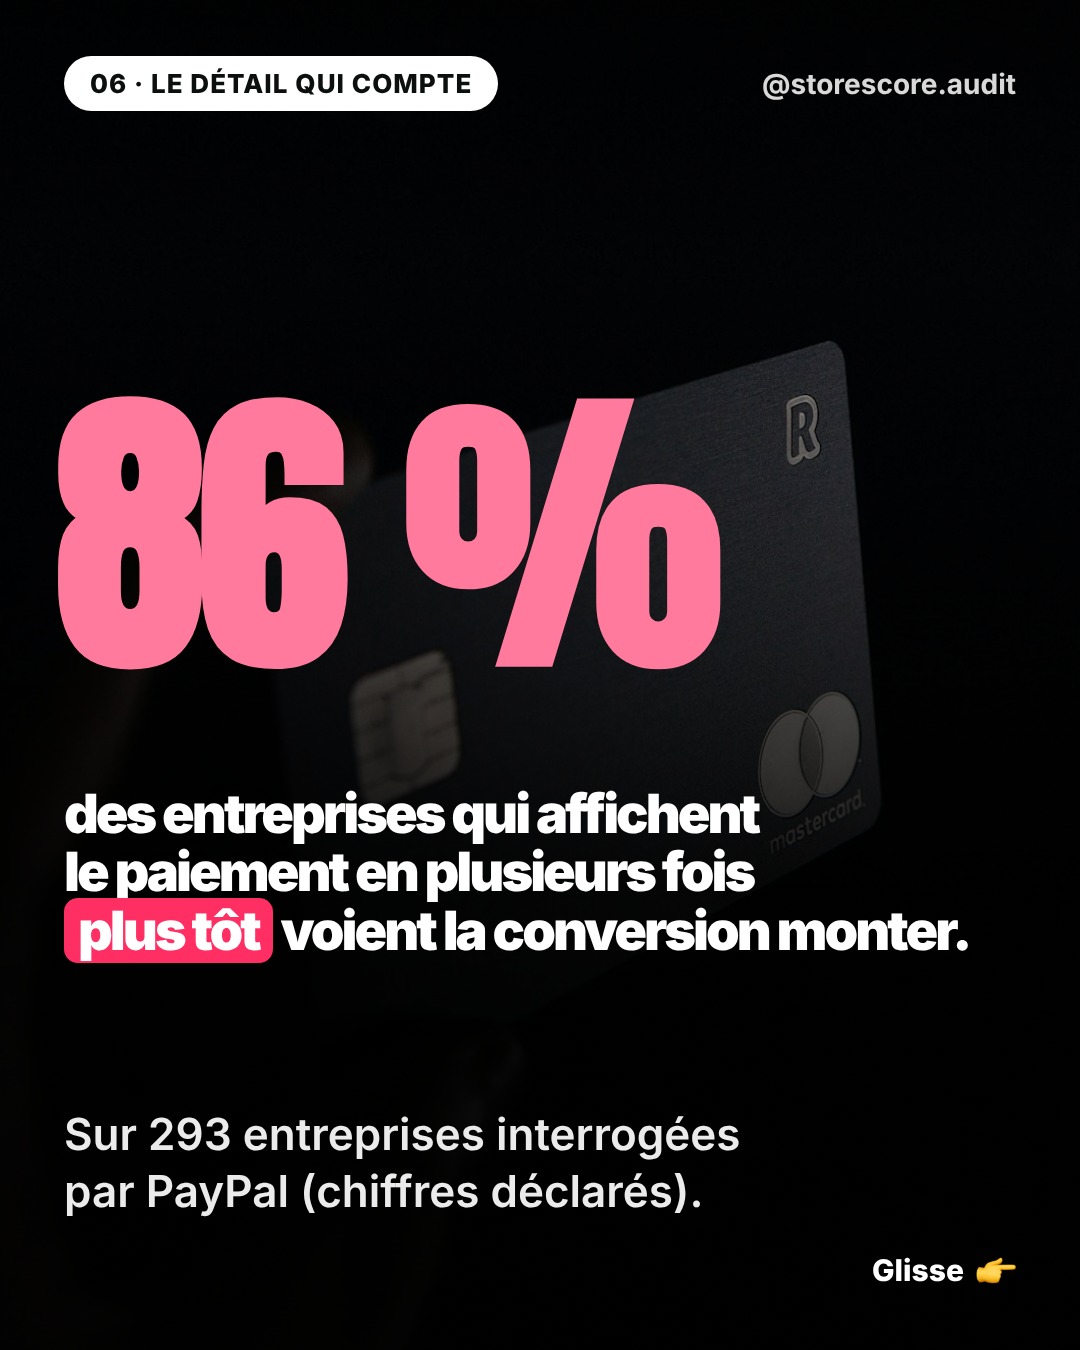 06 · LE DÉTAIL QUI COMPTE
@storescore.audit
R
86 %
mastercard
des entreprises qui affichent
le paiement en plusieurs fois
plus tôt voient la conversion monter.
Sur 293 entreprises interrogées
par PayPal (chiffres déclarés).
Glisse 👉